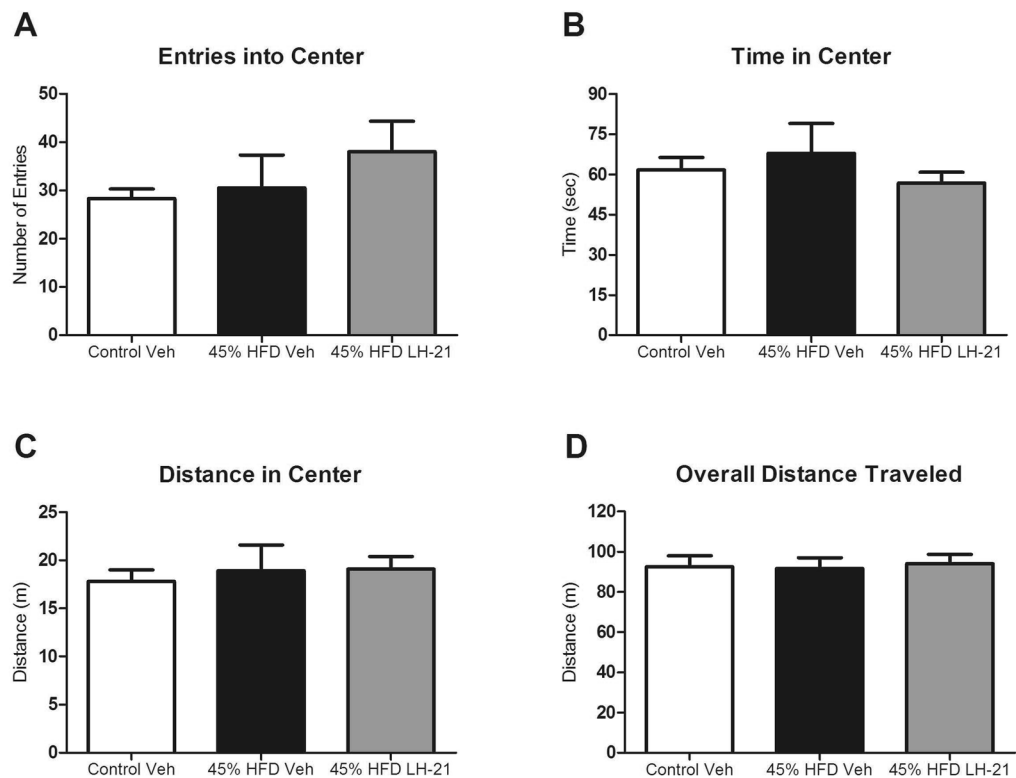 A
Entries into Center
Number of Entries
50
40
30
20
10
0
Control Veh
45% HFD Veh
45% HFD LH-21
B
Time in Center
Time (sec)
90
75
60
45
30
15
0
Control Veh
45% HFD Veh
45% HFD LH-21
C
Distance in Center
Distance (m)
25
20
15
10
5
0
Control Veh
45% HFD Veh
45% HFD LH-21
D
Overall Distance Traveled
Distance (m)
120
100
80
60
40
20
0
Control Veh
45% HFD Veh
45% HFD LH-21